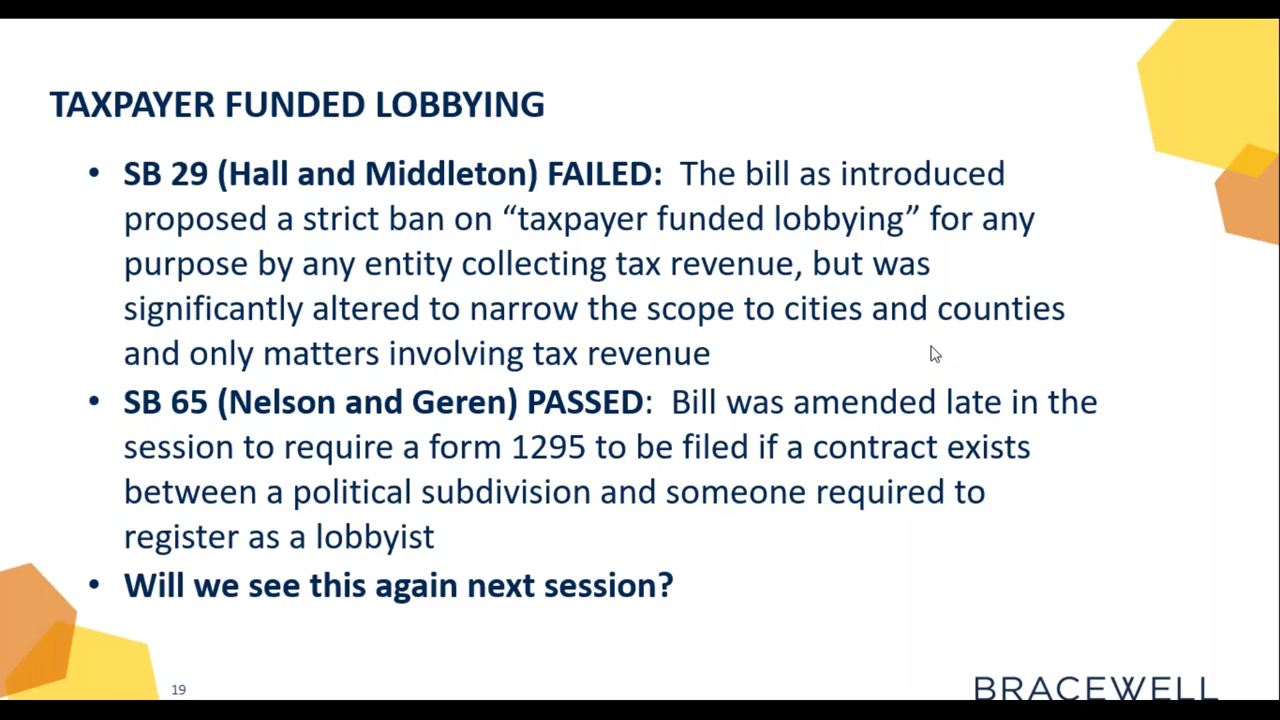 TAXPAYER FUNDED LOBBYING
• SB 29 (Hall and Middleton) FAILED: The bill as introduced
proposed a strict ban on “taxpayer funded lobbying” for any
purpose by any entity collecting tax revenue, but was
significantly altered to narrow the scope to cities and counties
and only matters involving tax revenue
• SB 65 (Nelson and Geren) PASSED: Bill was amended late in the
session to require a form 1295 to be filed if a contract exists
between a political subdivision and someone required to
register as a lobbyist
• Will we see this again next session?
19
BRACEWELL